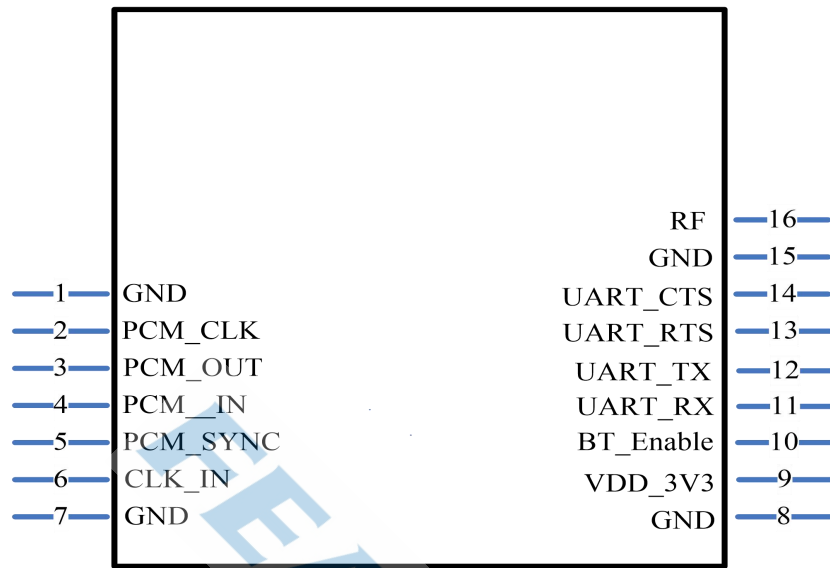 RF 16
GND 15
1 GND UART_CTS 14
2 PCM_CLK UART_RTS 13
3 PCM_OUT UART_TX 12
4 PCM__IN UART_RX 11
5 PCM_SYNC BT_Enable 10
6 CLK_IN VDD_3V3 9
7 GND GND 8